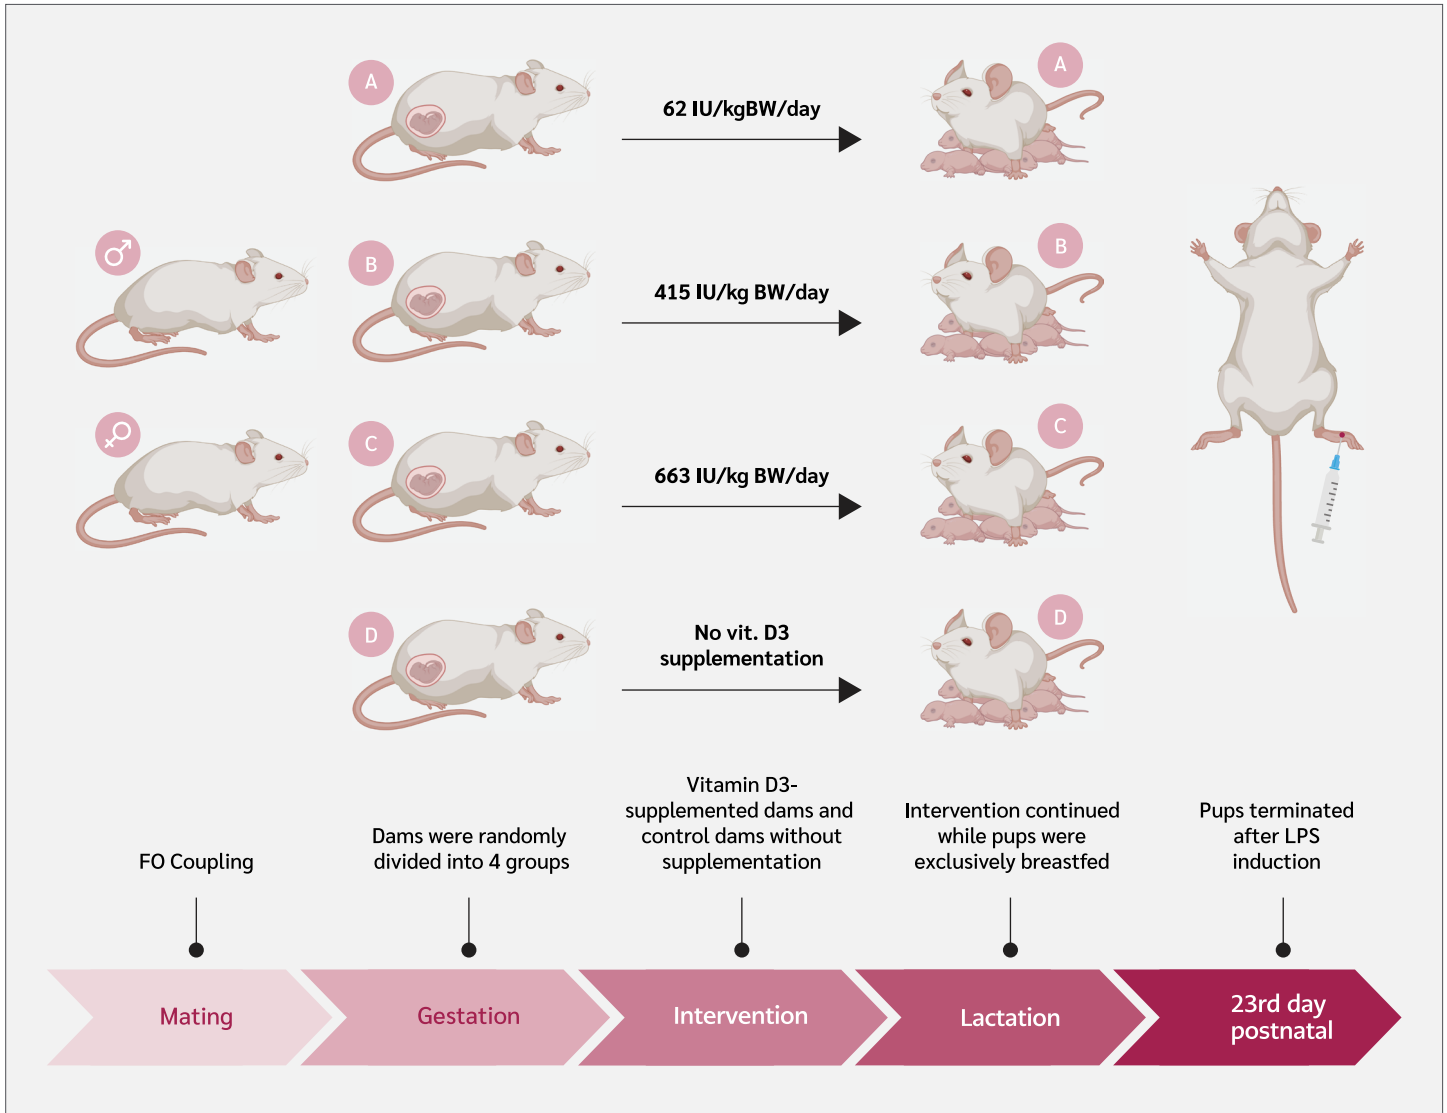 A
62 IU/kgBW/day
A
♂
B
415 IU/kg BW/day
B
♀
C
663 IU/kg BW/day
C
D
No vit. D3
supplementation
D
FO Coupling
Dams were randomly
divided into 4 groups
Vitamin D3-
supplemented dams and
control dams without
supplementation
Intervention continued
while pups were
exclusively breastfed
Pups terminated
after LPS
induction
Mating
Gestation
Intervention
Lactation
23rd day
postnatal